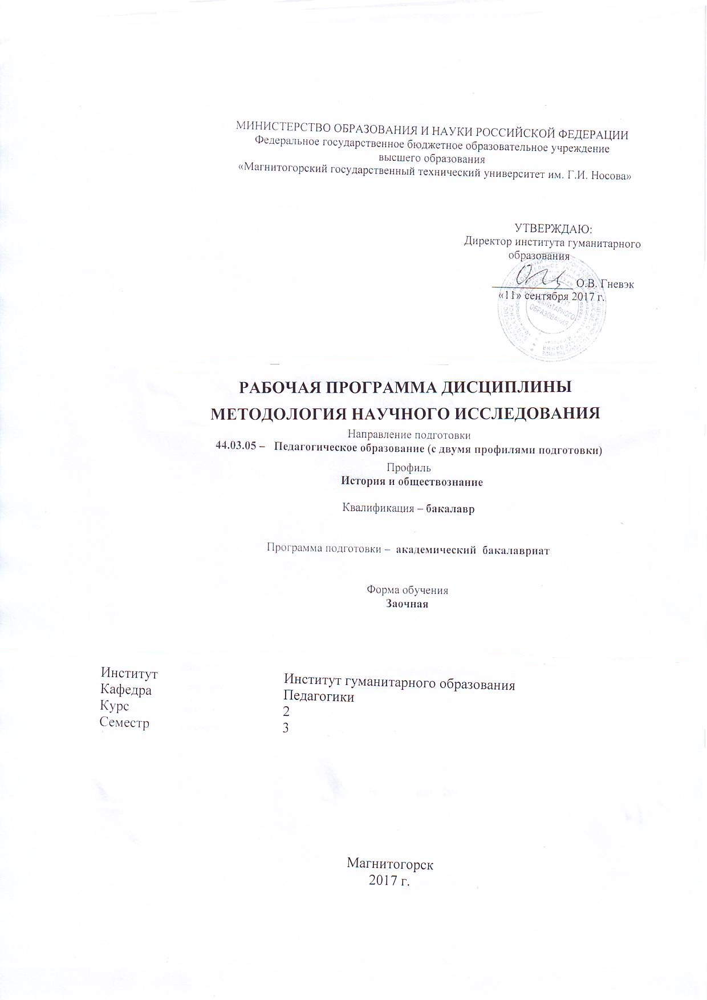 МИНИСТЕРСТВО ОБРАЗОВАНИЯ И НАУКИ РОССИЙСКОЙ ФЕДЕРАЦИИ
Федеральное государственное бюджетное образовательное учреждение
высшего образования
«Магнитогорский государственный технический университет им. Г.И. Носова»
УТВЕРЖДАЮ:
Директор института гуманитарного
образования
О.В. Гневэк
«11» сентября 2017 г.
ГУМАНИТАРНОГО
ОБРАЗОВАНИЯ
РАБОЧАЯ ПРОГРАММА ДИСЦИПЛИНЫ
МЕТОДОЛОГИЯ НАУЧНОГО ИССЛЕДОВАНИЯ
Направление подготовки
44.03.05 – Педагогическое образование (с двумя профилями подготовки)
Профиль
История и обществознание
Квалификация – бакалавр
Программа подготовки – академический бакалавриат
Форма обучения
Заочная
Институт Институт гуманитарного образования
Кафедра Педагогики
Курс 2
Семестр 3
Магнитогорск
2017 г.